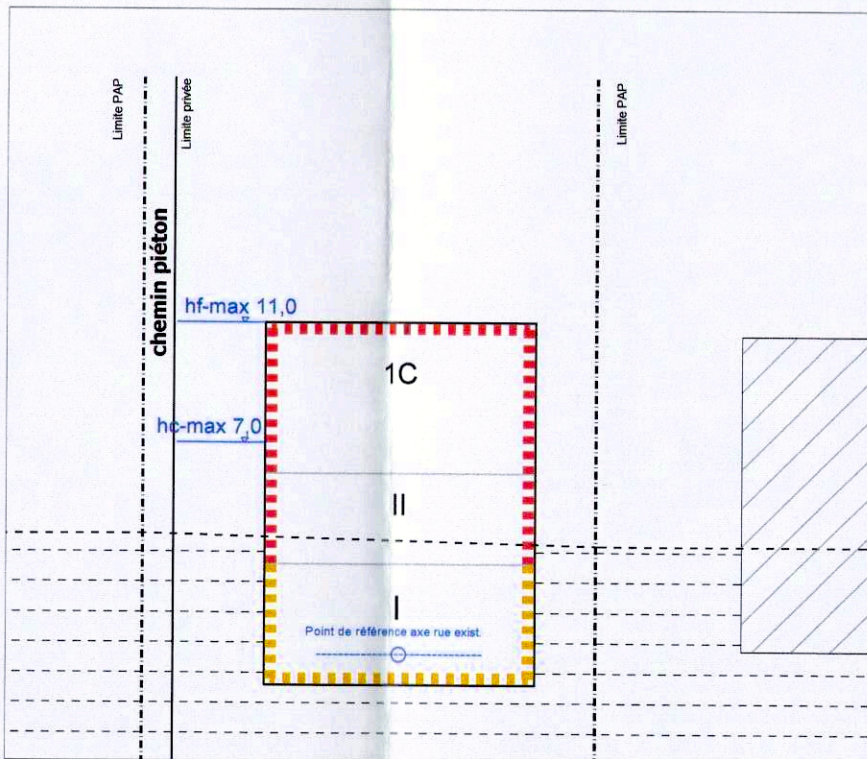 Limite PAP
Limite privée
Limite PAP
chemin piéton
hf-max 11,0
1C
hc-max 7,0
II
I
Point de référence axe rue exist.